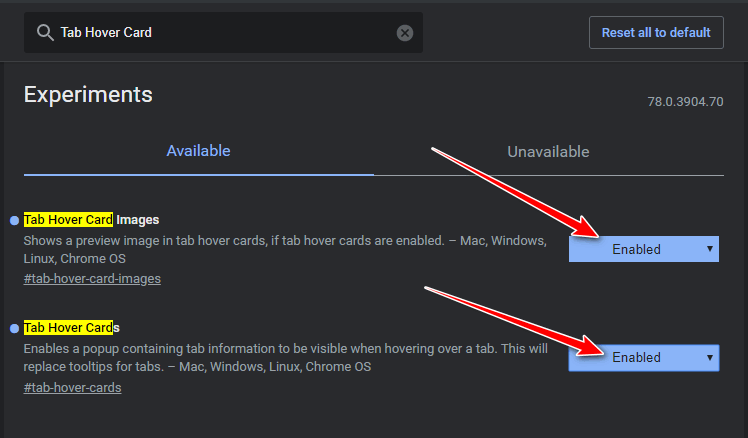 Tab Hover Card
Reset all to default
Experiments
78.0.3904.70
Available
Unavailable
Tab Hover Card Images
Shows a preview image in tab hover cards, if tab hover cards are enabled. – Mac, Windows,
Linux, Chrome OS
#tab-hover-card-images
Enabled
Tab Hover Cards
Enables a popup containing tab information to be visible when hovering over a tab. This will
replace tooltips for tabs. – Mac, Windows, Linux, Chrome OS
#tab-hover-cards
Enabled